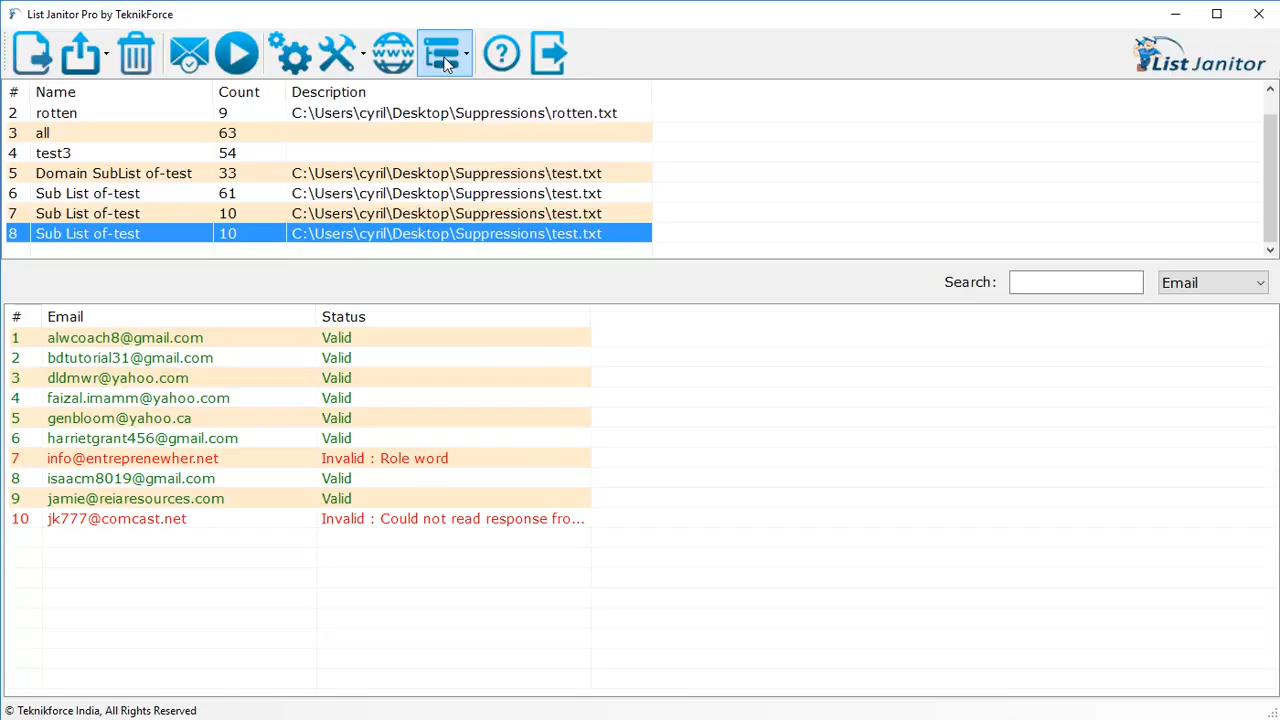 List Janitor Pro by TeknikForce
www
?
List Janitor
# Name Count Description
2 rotten 9 C:\Users\cyril\Desktop\Suppressions\rotten.txt
3 all 63
4 test3 54
5 Domain SubList of-test 33 C:\Users\cyril\Desktop\Suppressions\test.txt
6 Sub List of-test 61 C:\Users\cyril\Desktop\Suppressions\test.txt
7 Sub List of-test 10 C:\Users\cyril\Desktop\Suppressions\test.txt
8 Sub List of-test 10 C:\Users\cyril\Desktop\Suppressions\test.txt
Search: Email
# Email Status
1 alwcoach8@gmail.com Valid
2 bdtutorial31@gmail.com Valid
3 dldmwr@yahoo.com Valid
4 faizal.imamm@yahoo.com Valid
5 genbloom@yahoo.ca Valid
6 harrietgrant456@gmail.com Valid
7 info@entreprenewher.net Invalid : Role word
8 isaacm8019@gmail.com Valid
9 jamie@reiaresources.com Valid
10 jk777@comcast.net Invalid : Could not read response fro...
© Teknikforce India, All Rights Reserved